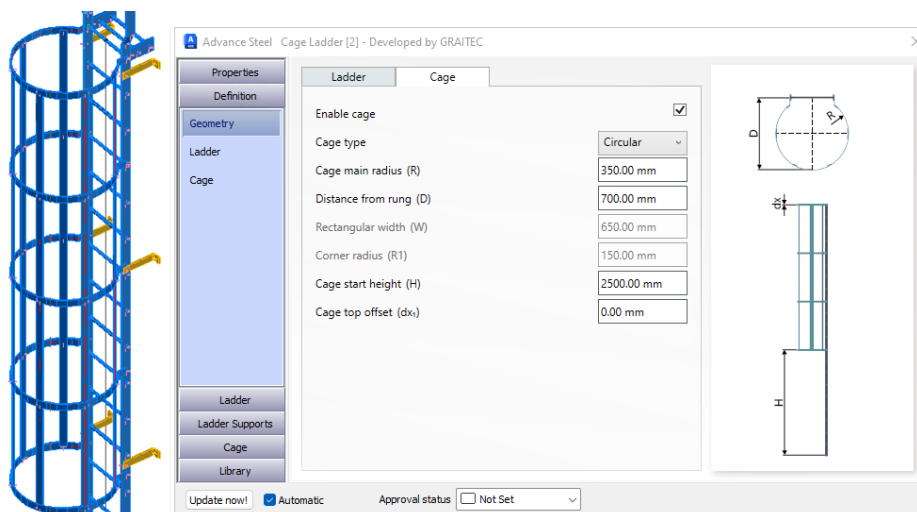 Advance Steel Cage Ladder [2] - Developed by GRAITEC
Properties
Definition
Geometry
Ladder
Cage
Ladder
Ladder Supports
Cage
Library
Ladder Cage
Enable cage
Cage type Circular
Cage main radius (R) 350.00 mm
Distance from rung (D) 700.00 mm
Rectangular width (W) 650.00 mm
Corner radius (R1) 150.00 mm
Cage start height (H) 2500.00 mm
Cage top offset (dx₁) 0.00 mm
D
R
dx
H
Update now! Automatic Approval status Not Set